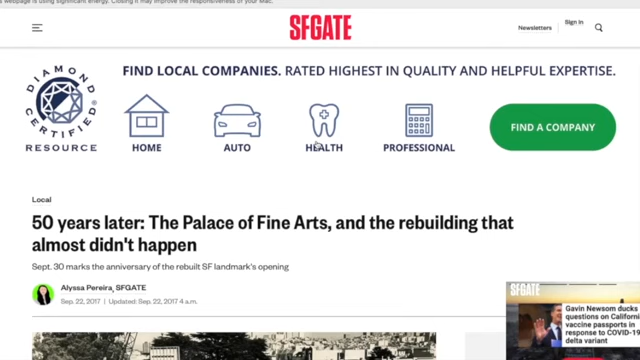 s webpage is using significant energy. Closing it may improve the responsiveness of your Mac.
SFGATE
Newsletters
Sign In
DIAMOND CERTIFIED RESOURCE
FIND LOCAL COMPANIES. RATED HIGHEST IN QUALITY AND HELPFUL EXPERTISE.
HOME
AUTO
HEALTH
PROFESSIONAL
FIND A COMPANY
Local
50 years later: The Palace of Fine Arts, and the rebuilding that
almost didn't happen
Sept. 30 marks the anniversary of the rebuilt SF landmark's opening
Alyssa Pereira, SFGATE
Sep. 22, 2017 | Updated: Sep. 22, 2017 4 a.m.
SFGATE
Gavin Newsom ducks
questions on California
vaccine passports in
response to COVID-19
delta variant